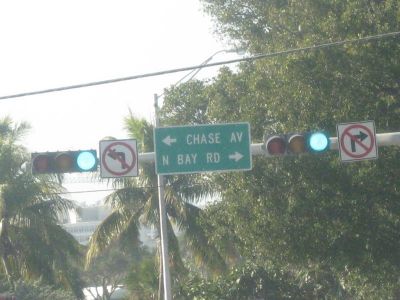 ← CHASE AV
N BAY RD →